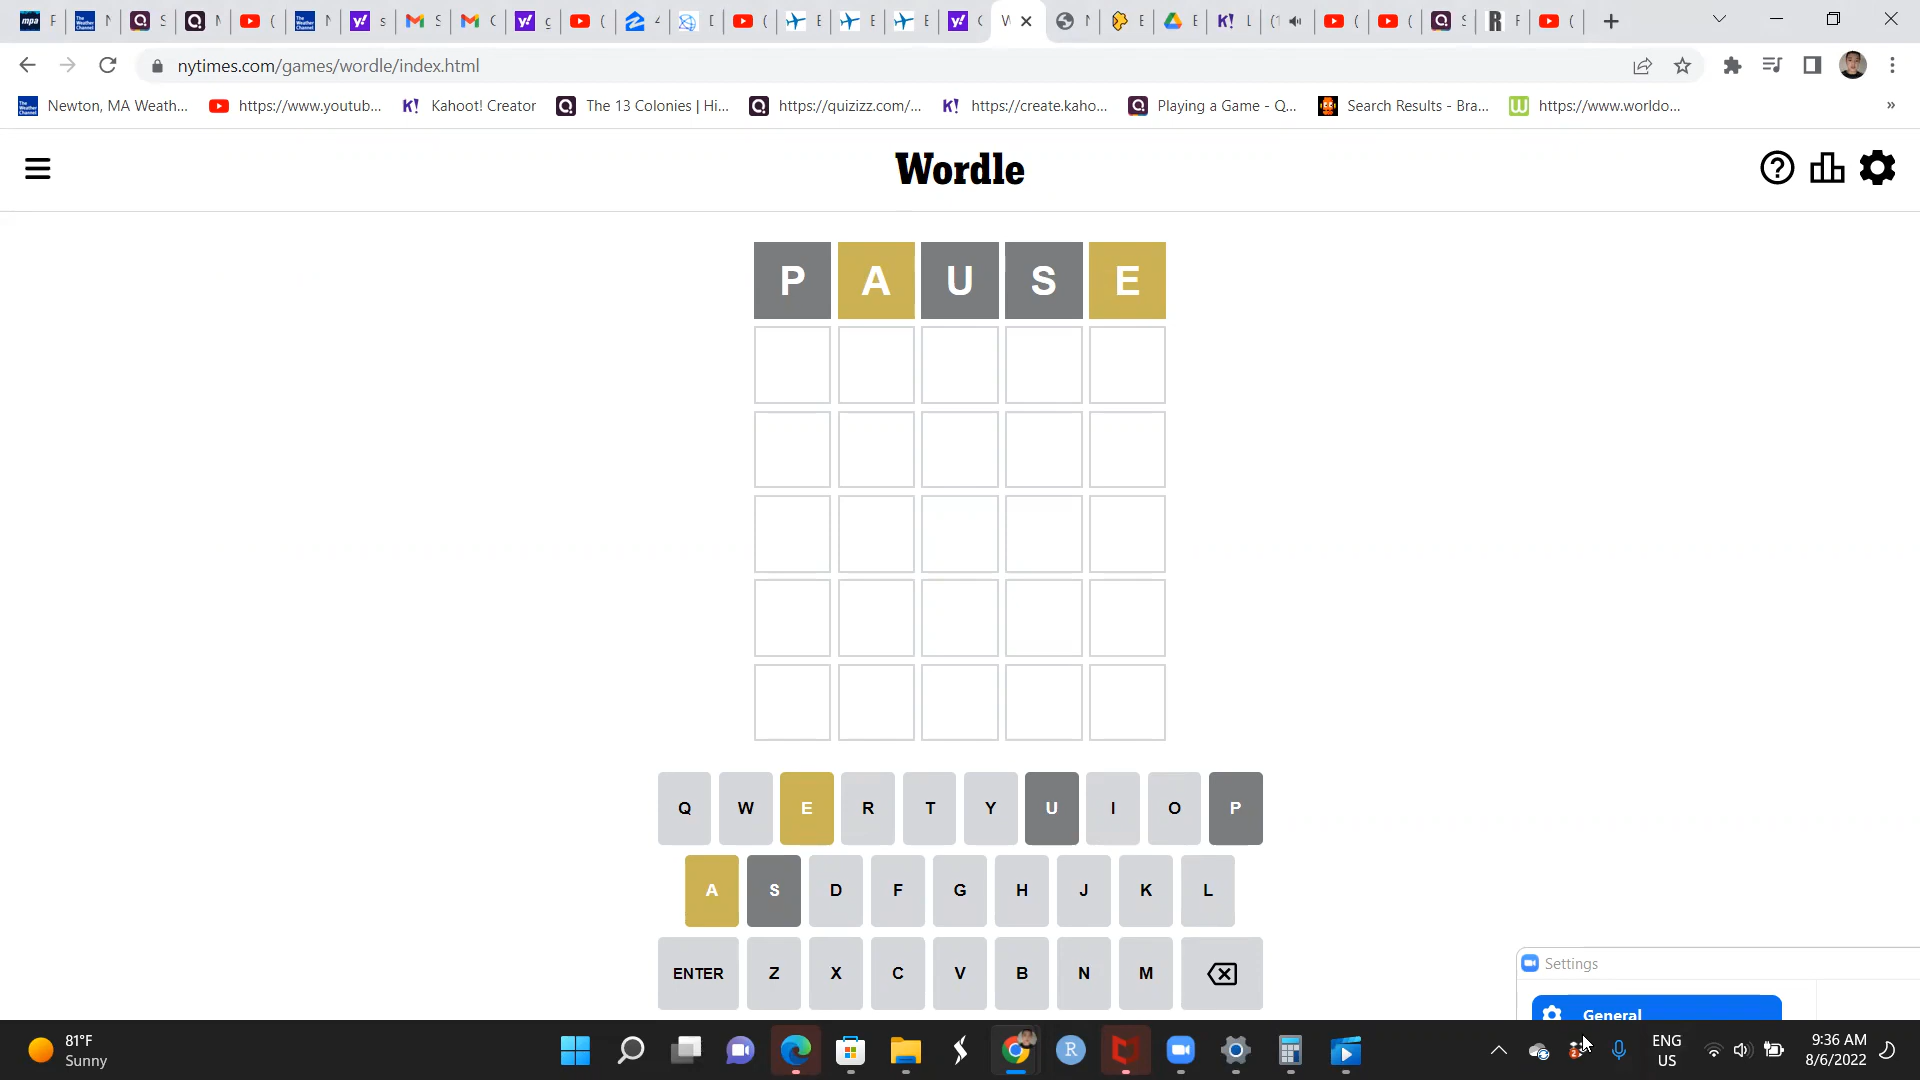 nytimes.com/games/wordle/index.html
Newton, MA Weath... https://www.youtub... Kahoot! Creator The 13 Colonies | Hi... https://quizizz.com/... https://create.kaho... Playing a Game - Q... Search Results - Bra... https://www.worldo... »
Wordle
P A U S E
Q W E R T Y U I O P
A S D F G H J K L
ENTER Z X C V B N M
Settings
General
81°F
Sunny
ENG
US
9:36 AM
8/6/2022